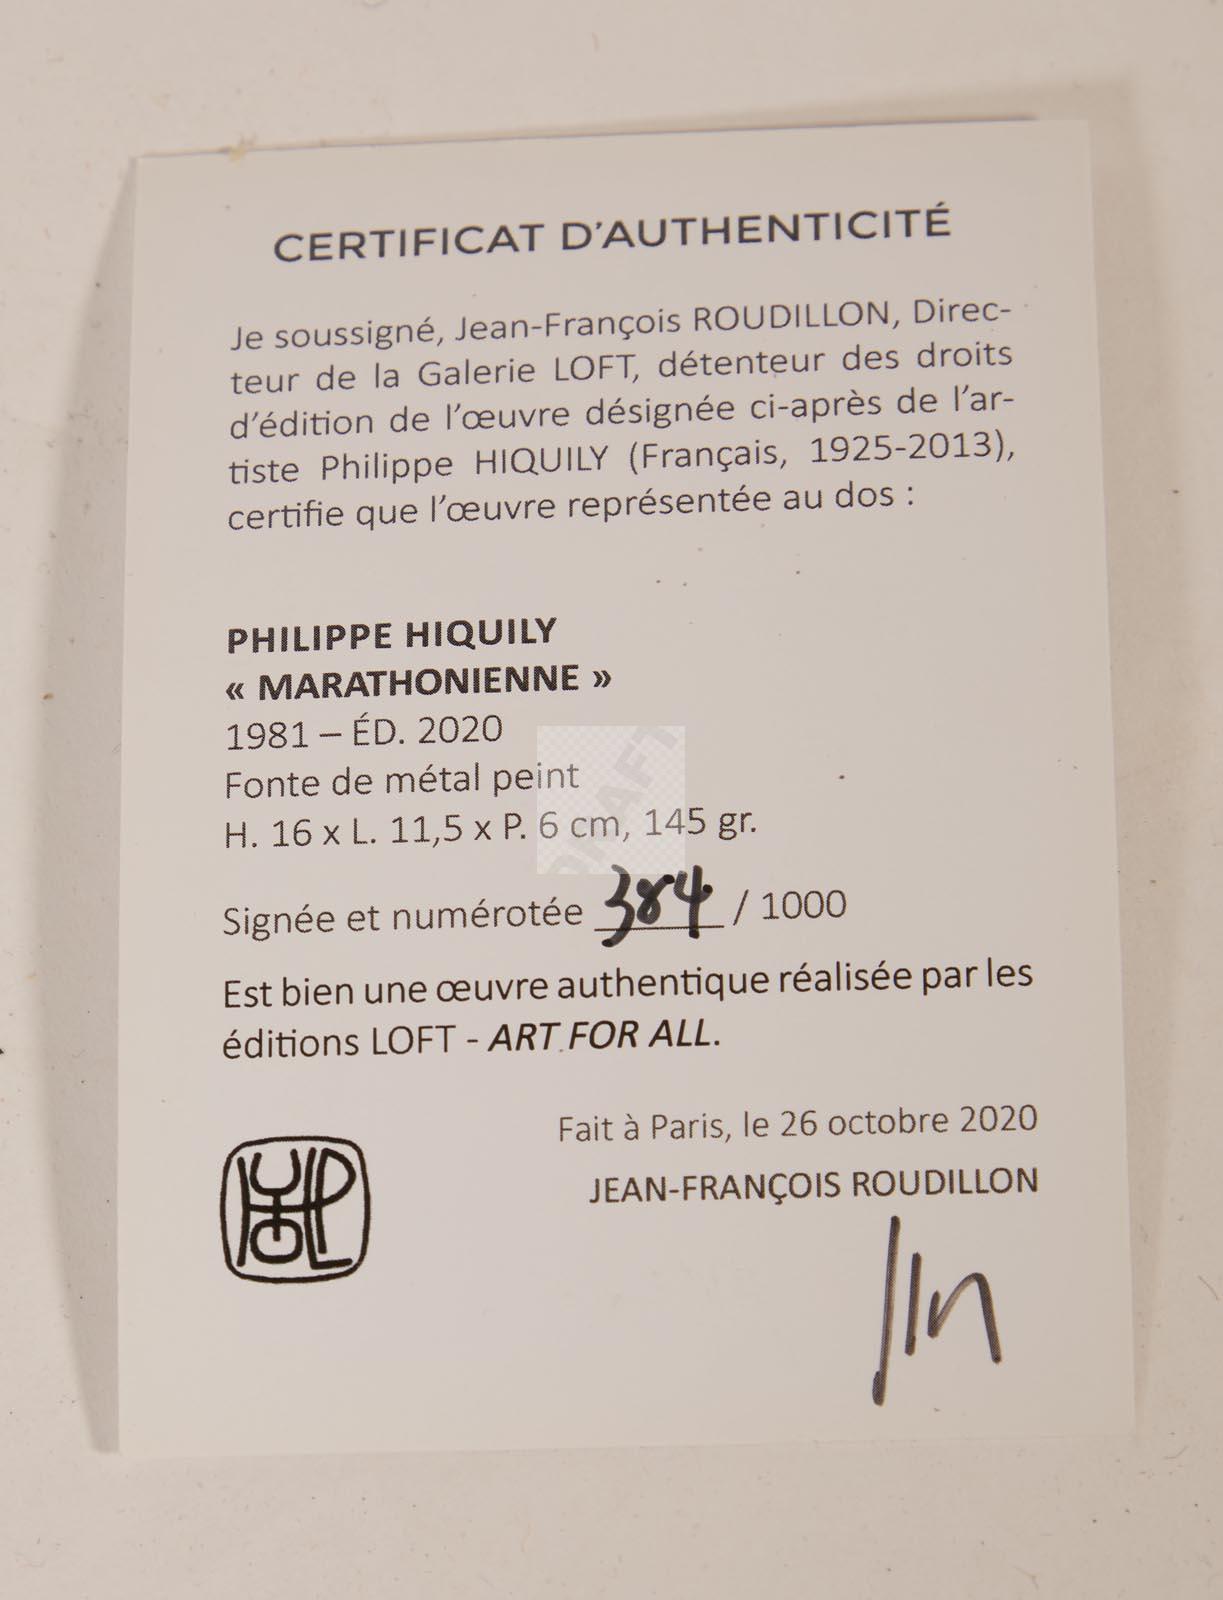 CERTIFICAT D'AUTHENTICITÉ
Je soussigné, Jean-François ROUDILLON, Direc-
teur de la Galerie LOFT, détenteur des droits
d'édition de l'œuvre désignée ci-après de l'ar-
tiste Philippe HIQUILY (Français, 1925-2013),
certifie que l'œuvre représentée au dos :
PHILIPPE HIQUILY
« MARATHONIENNE »
1981 – ÉD. 2020
Fonte de métal peint
H. 16 x L. 11,5 x P. 6 cm, 145 gr.
DRAFT
Signée et numérotée 384 / 1000
Est bien une œuvre authentique réalisée par les
éditions LOFT - ART FOR ALL.
Fait à Paris, le 26 octobre 2020
JEAN-FRANÇOIS ROUDILLON